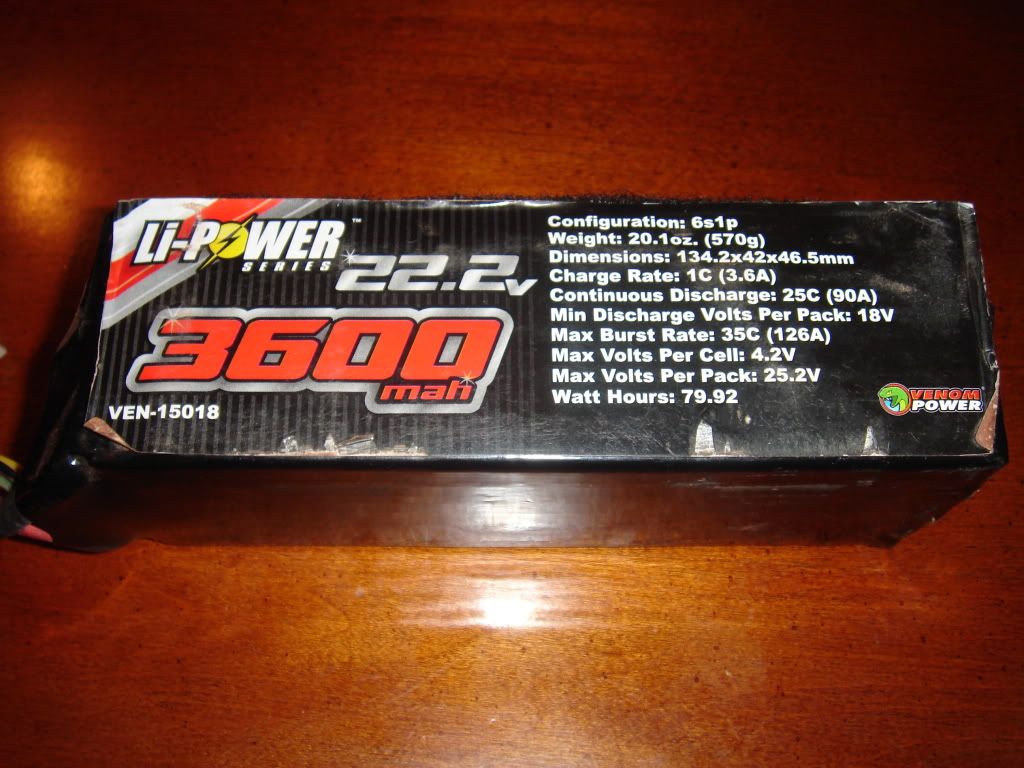 Li-POWER™
SERIES
22.2v
3600
mah
VEN-15018
Configuration: 6s1p
Weight: 20.1oz. (570g)
Dimensions: 134.2x42x46.5mm
Charge Rate: 1C (3.6A)
Continuous Discharge: 25C (90A)
Min Discharge Volts Per Pack: 18V
Max Burst Rate: 35C (126A)
Max Volts Per Cell: 4.2V
Max Volts Per Pack: 25.2V
Watt Hours: 79.92
VENOM
POWER